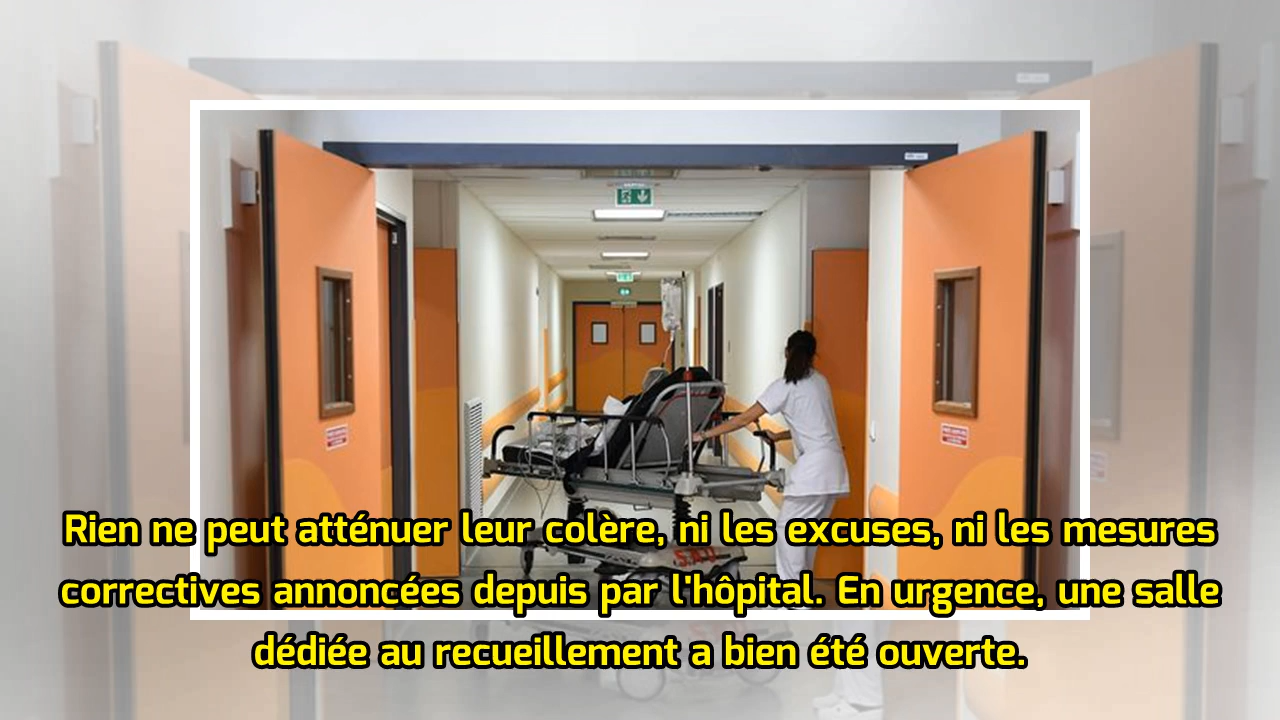 S.A.U
Rien ne peut atténuer leur colère, ni les excuses, ni les mesures
correctives annoncées depuis par l'hôpital. En urgence, une salle
dédiée au recueillement a bien été ouverte.